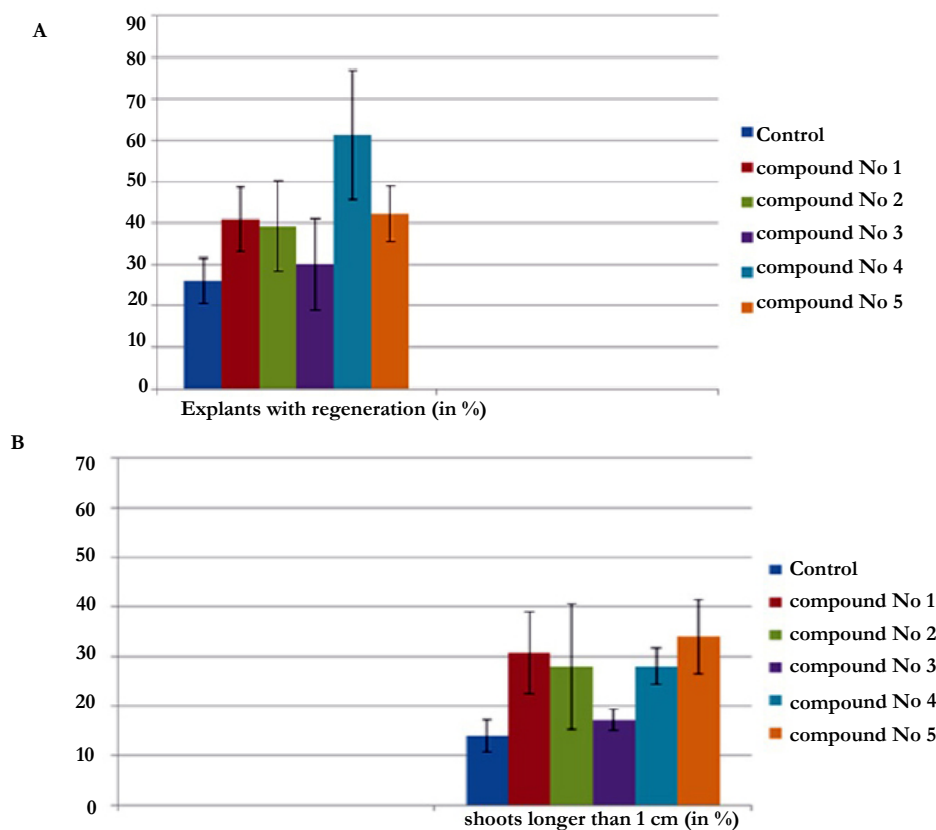 A
90
80
70
60
50
40
30
20
10
0
Control
compound No 1
compound No 2
compound No 3
compound No 4
compound No 5
Explants with regeneration (in %)
B
70
60
50
40
30
20
10
0
Control
compound No 1
compound No 2
compound No 3
compound No 4
compound No 5
shoots longer than 1 cm (in %)